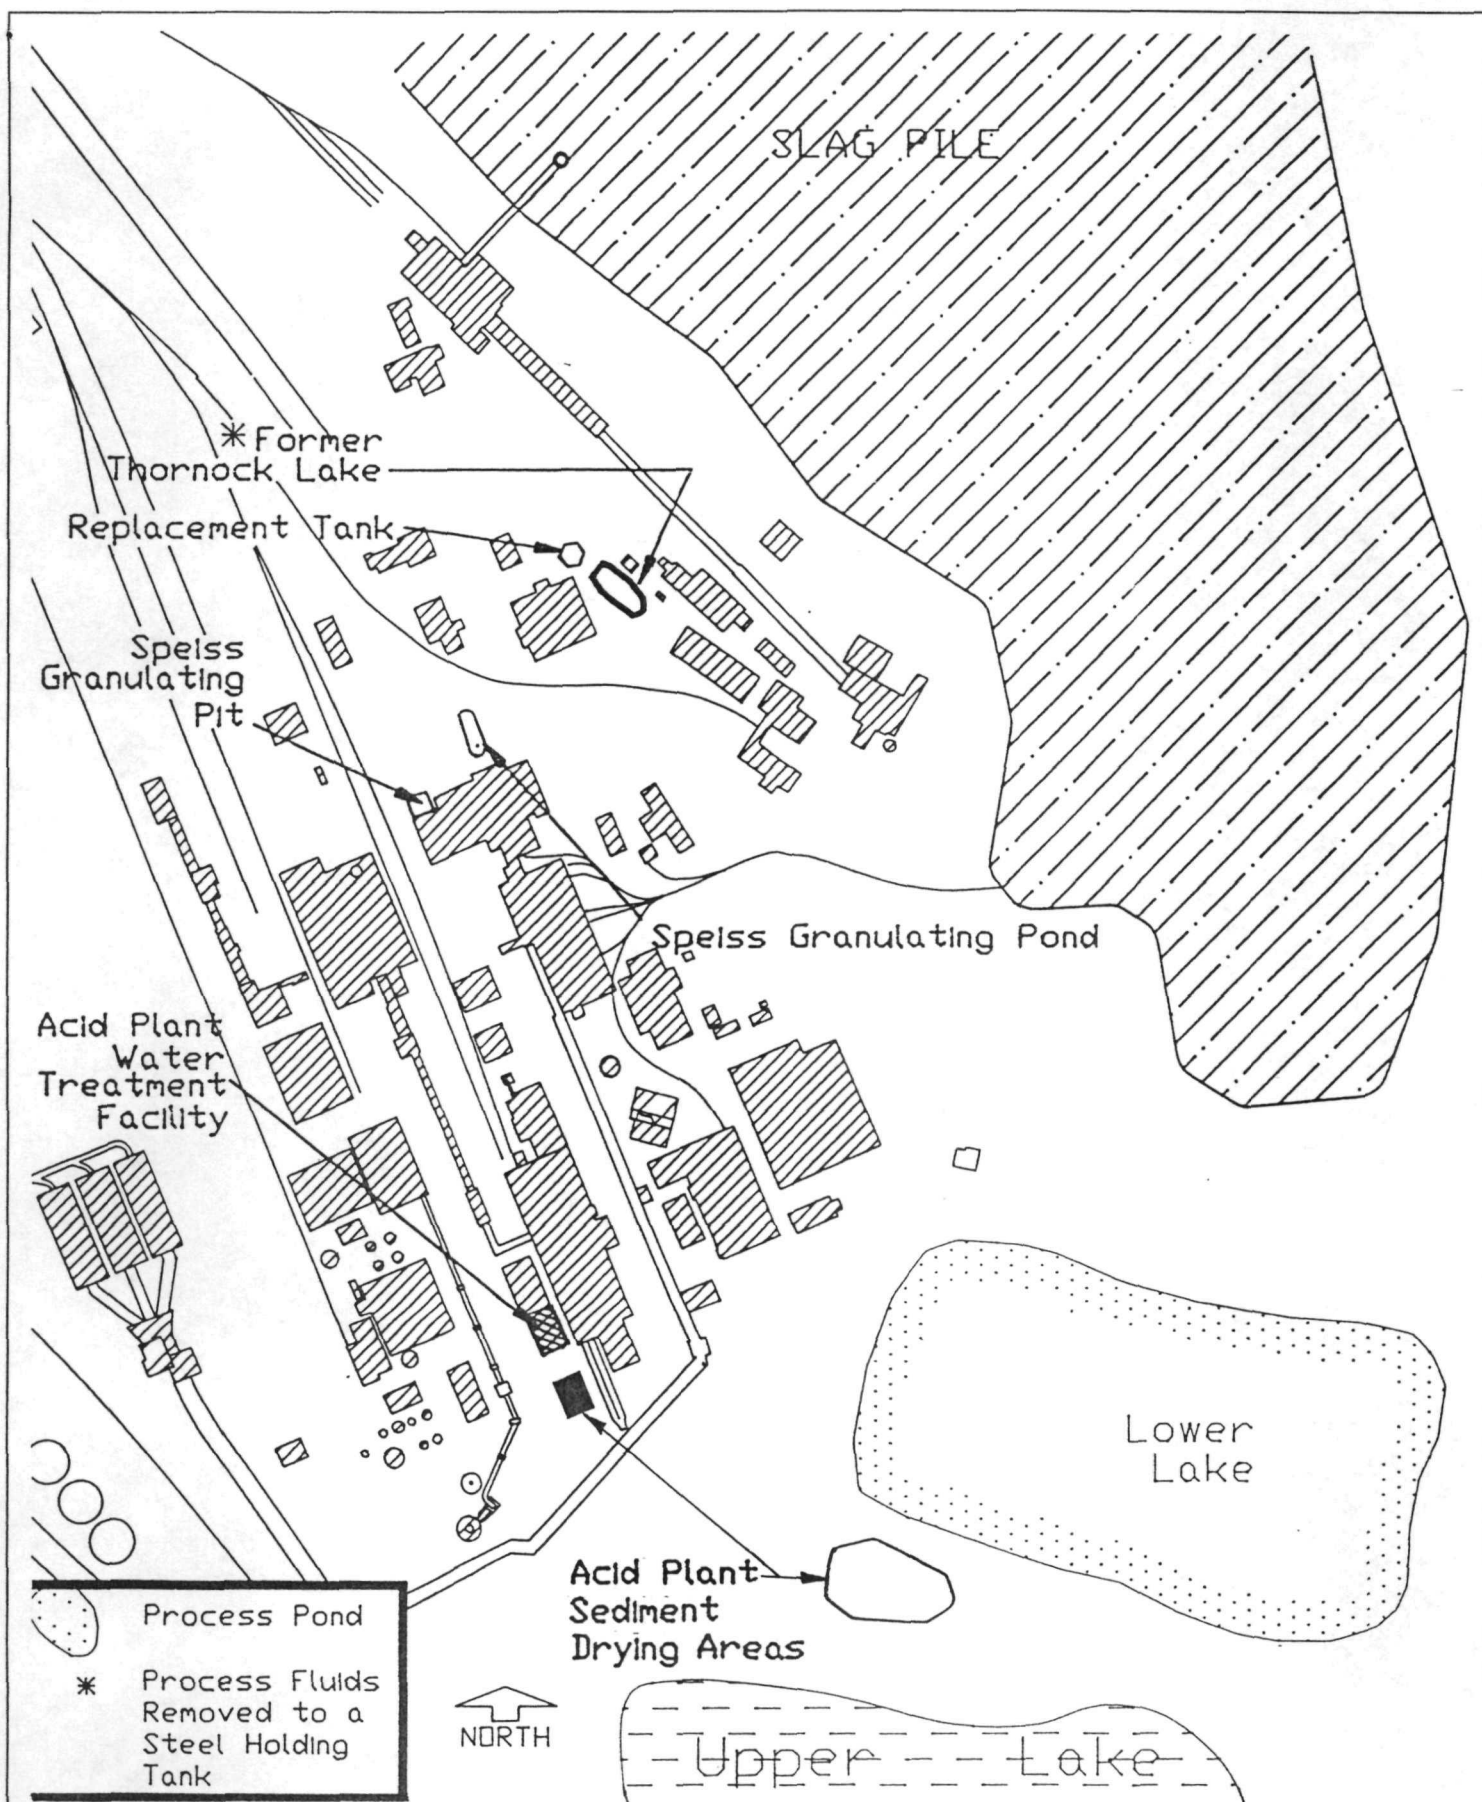 SLAG PILE
* Former
Thornock Lake
Replacement Tank
Speiss
Granulating
Pit
Speiss Granulating Pond
Acid Plant
Water
Treatment
Facility
Lower
Lake
Acid Plant
Sediment
Drying Areas
Process Pond
* Process Fluids
Removed to a
Steel Holding
Tank
NORTH
Upper Lake